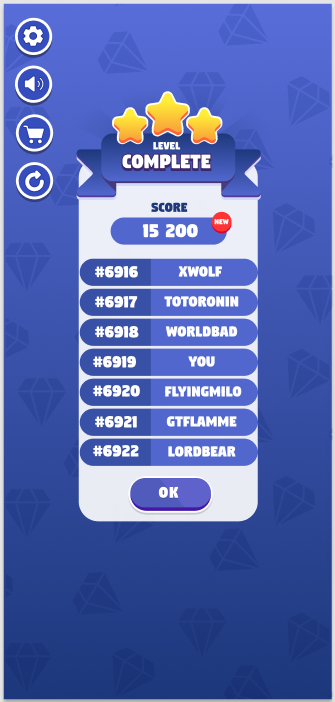 LEVEL
COMPLETE
SCORE
15 200
NEW
#6916 XWOLF
#6917 TOTORONIN
#6918 WORLDBAD
#6919 YOU
#6920 FLYINGMILO
#6921 GTFLAMME
#6922 LORDBEAR
OK